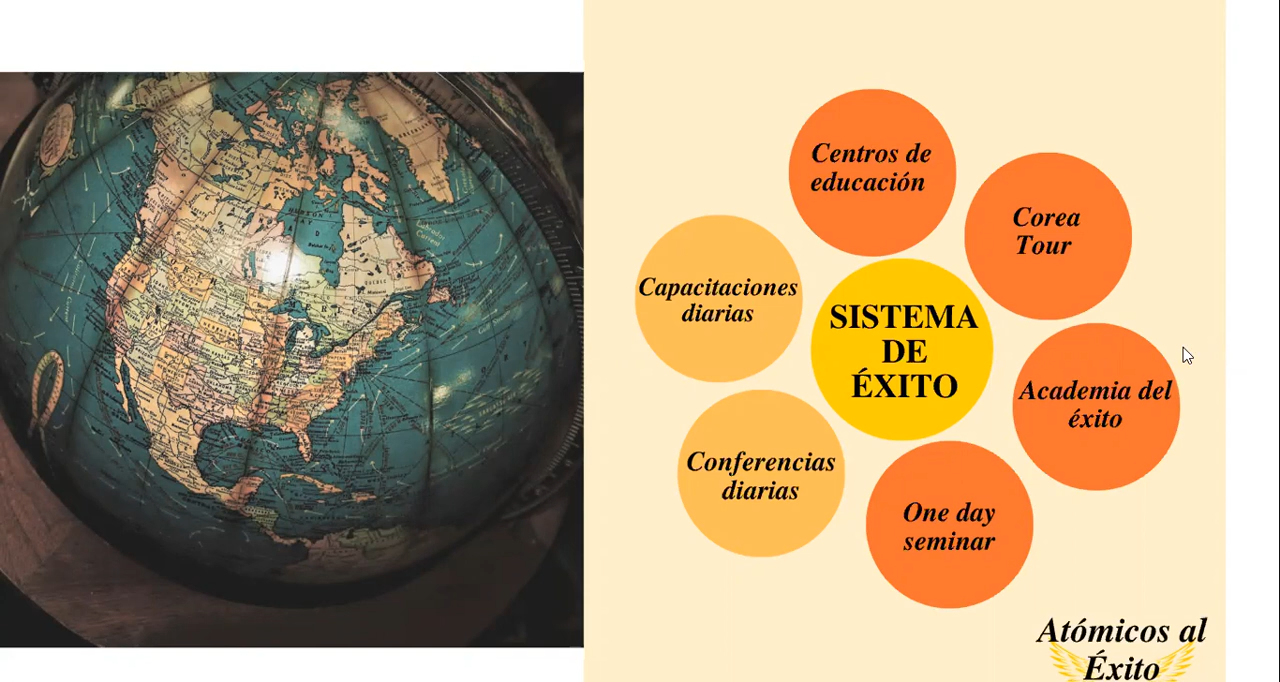 Centros de
educación
Corea
Tour
Capacitaciones
diarias
SISTEMA
DE
ÉXITO
Academia del
éxito
Conferencias
diarias
One day
seminar
Atómicos al
Éxito